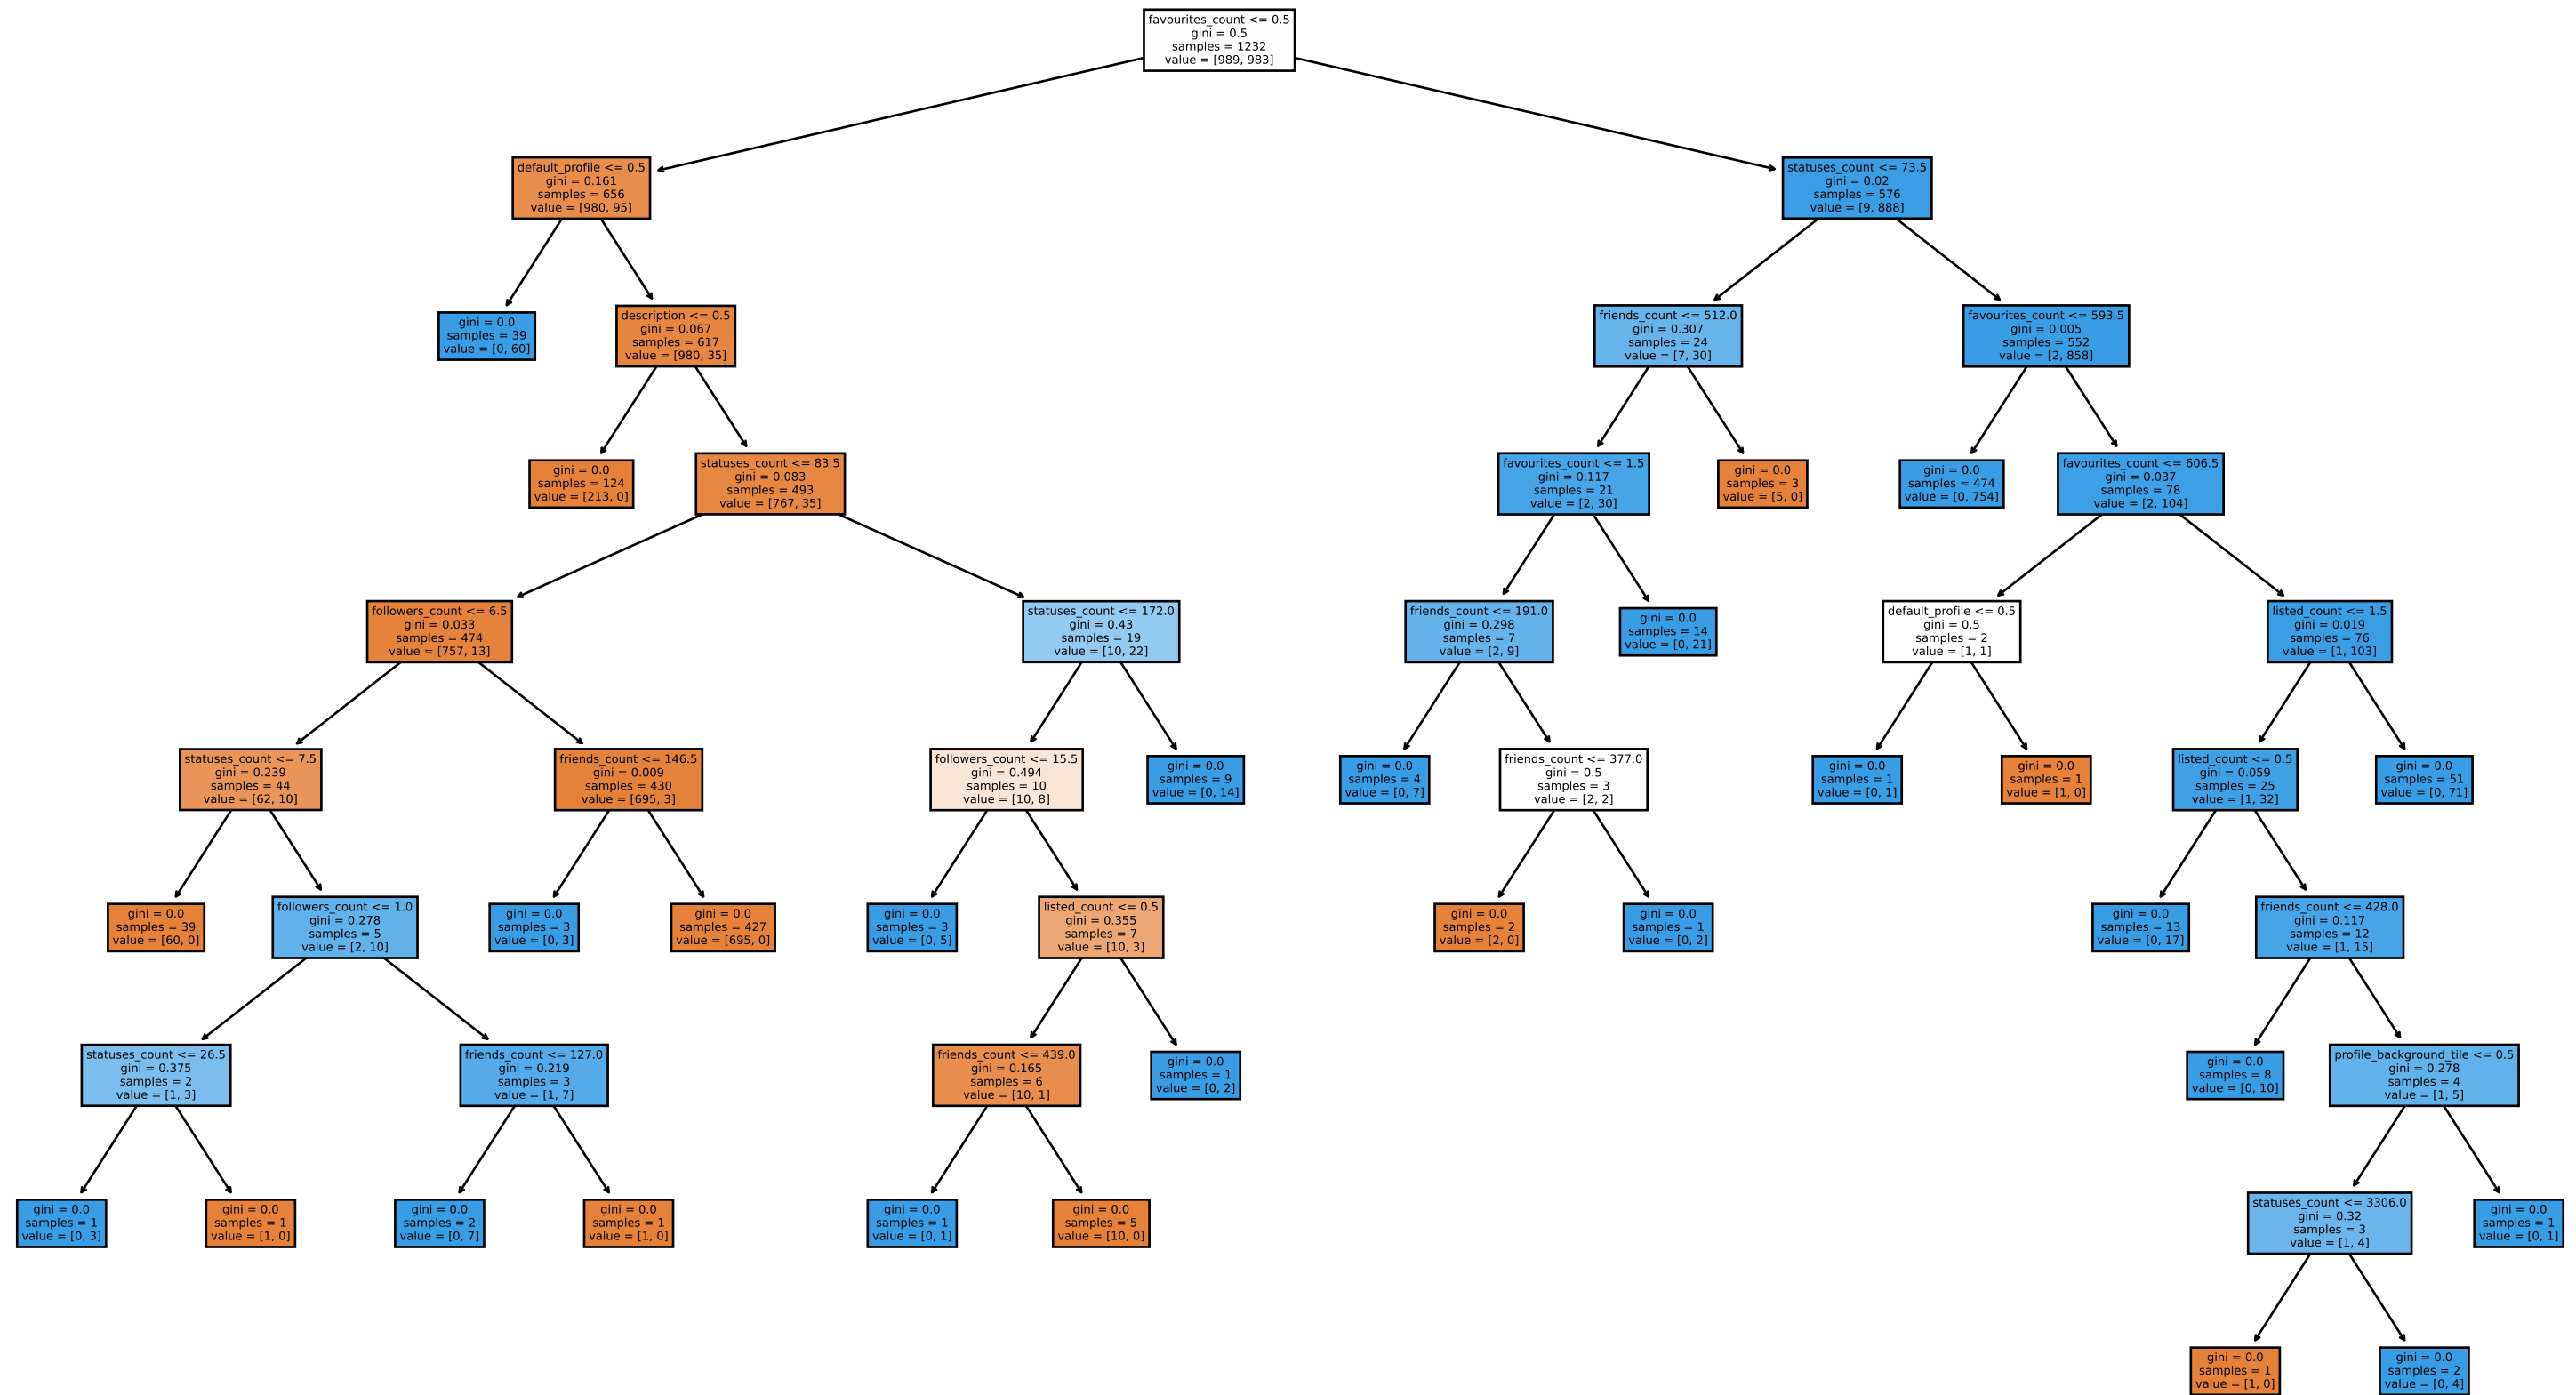 favourites_count <= 0.5
gini = 0.5
samples = 1232
value = [989, 983]
default_profile <= 0.5
gini = 0.161
samples = 656
value = [980, 95]
statuses_count <= 73.5
gini = 0.02
samples = 576
value = [9, 888]
gini = 0.0
samples = 39
value = [0, 60]
description <= 0.5
gini = 0.067
samples = 617
value = [980, 35]
friends_count <= 512.0
gini = 0.307
samples = 24
value = [7, 30]
favourites_count <= 593.5
gini = 0.005
samples = 552
value = [2, 858]
gini = 0.0
samples = 124
value = [213, 0]
statuses_count <= 83.5
gini = 0.083
samples = 493
value = [767, 35]
favourites_count <= 1.5
gini = 0.117
samples = 21
value = [2, 30]
gini = 0.0
samples = 3
value = [5, 0]
gini = 0.0
samples = 474
value = [0, 754]
favourites_count <= 606.5
gini = 0.037
samples = 78
value = [2, 104]
followers_count <= 6.5
gini = 0.033
samples = 474
value = [757, 13]
statuses_count <= 172.0
gini = 0.43
samples = 19
value = [10, 22]
friends_count <= 191.0
gini = 0.298
samples = 7
value = [2, 9]
gini = 0.0
samples = 14
value = [0, 21]
default_profile <= 0.5
gini = 0.5
samples = 2
value = [1, 1]
listed_count <= 1.5
gini = 0.019
samples = 76
value = [1, 103]
statuses_count <= 7.5
gini = 0.239
samples = 44
value = [62, 10]
friends_count <= 146.5
gini = 0.009
samples = 430
value = [695, 3]
followers_count <= 15.5
gini = 0.494
samples = 10
value = [10, 8]
gini = 0.0
samples = 9
value = [0, 14]
gini = 0.0
samples = 4
value = [0, 7]
friends_count <= 377.0
gini = 0.5
samples = 3
value = [2, 2]
gini = 0.0
samples = 1
value = [0, 1]
gini = 0.0
samples = 1
value = [1, 0]
listed_count <= 0.5
gini = 0.059
samples = 25
value = [1, 32]
gini = 0.0
samples = 51
value = [0, 71]
gini = 0.0
samples = 39
value = [60, 0]
followers_count <= 1.0
gini = 0.278
samples = 5
value = [2, 10]
gini = 0.0
samples = 3
value = [0, 3]
gini = 0.0
samples = 427
value = [695, 0]
gini = 0.0
samples = 3
value = [0, 5]
listed_count <= 0.5
gini = 0.355
samples = 7
value = [10, 3]
gini = 0.0
samples = 2
value = [2, 0]
gini = 0.0
samples = 1
value = [0, 2]
gini = 0.0
samples = 13
value = [0, 17]
friends_count <= 428.0
gini = 0.117
samples = 12
value = [1, 15]
statuses_count <= 26.5
gini = 0.375
samples = 2
value = [1, 3]
friends_count <= 127.0
gini = 0.219
samples = 3
value = [1, 7]
friends_count <= 439.0
gini = 0.165
samples = 6
value = [10, 1]
gini = 0.0
samples = 1
value = [0, 2]
gini = 0.0
samples = 8
value = [0, 10]
profile_background_tile <= 0.5
gini = 0.278
samples = 4
value = [1, 5]
gini = 0.0
samples = 1
value = [0, 3]
gini = 0.0
samples = 1
value = [1, 0]
gini = 0.0
samples = 2
value = [0, 7]
gini = 0.0
samples = 1
value = [1, 0]
gini = 0.0
samples = 1
value = [0, 1]
gini = 0.0
samples = 5
value = [10, 0]
statuses_count <= 3306.0
gini = 0.32
samples = 3
value = [1, 4]
gini = 0.0
samples = 1
value = [0, 1]
gini = 0.0
samples = 1
value = [1, 0]
gini = 0.0
samples = 2
value = [0, 4]